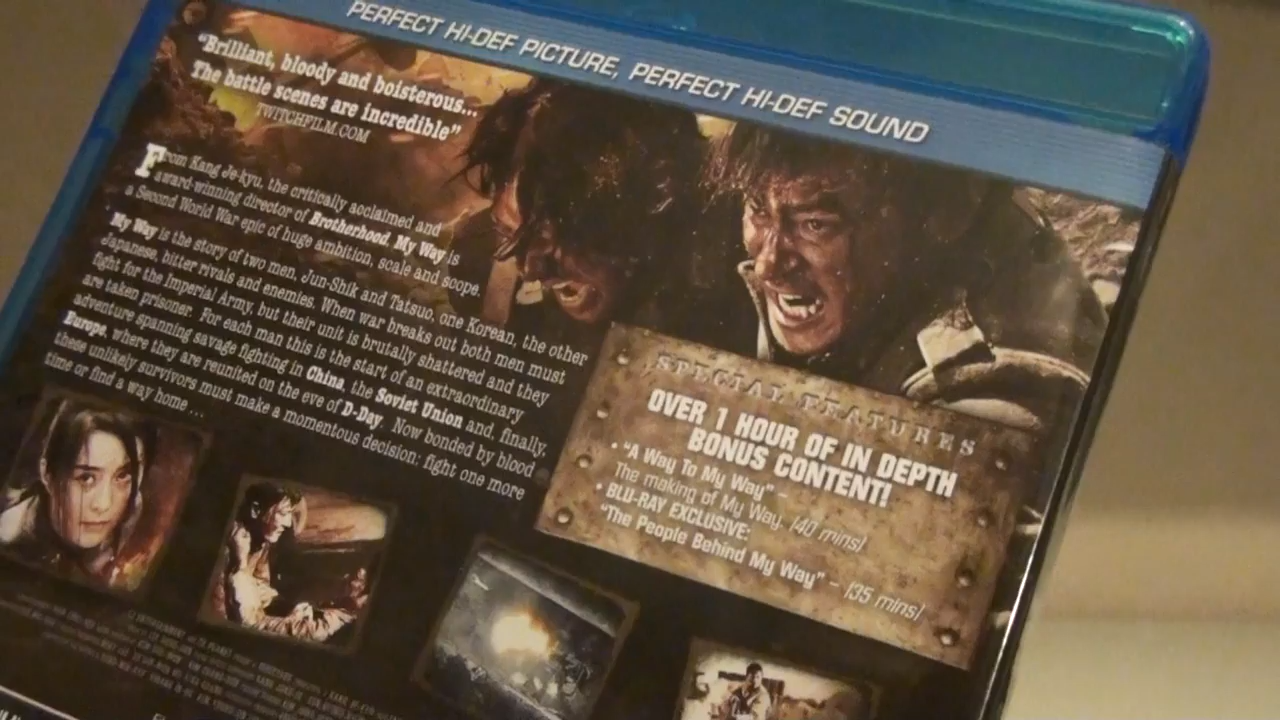 PERFECT HI-DEF PICTURE, PERFECT HI-DEF SOUND
“Brilliant, bloody and boisterous...
The battle scenes are incredible”
TWITCHFILM.COM
From Kang Je-kyu, the critically acclaimed and
award-winning director of Brotherhood, My Way is
a Second World War epic of huge ambition, scale and scope.
My Way is the story of two men, Jun-Shik and Tatsuo, one Korean, the other
Japanese, bitter rivals and enemies. When war breaks out both men must
fight for the Imperial Army, but their unit is brutally shattered and they
are taken prisoner. For each man this is the start of an extraordinary
adventure spanning savage fighting in China, the Soviet Union and, finally,
Europe, where they are reunited on the eve of D-Day. Now bonded by blood
these unlikely survivors must make a momentous decision; fight one more
time or find a way home ...
SPECIAL FEATURES
OVER 1 HOUR OF IN DEPTH
BONUS CONTENT!
• “A Way To My Way” –
The making of My Way. (40 mins)
• BLU-RAY EXCLUSIVE:
“The People Behind My Way” – (35 mins)